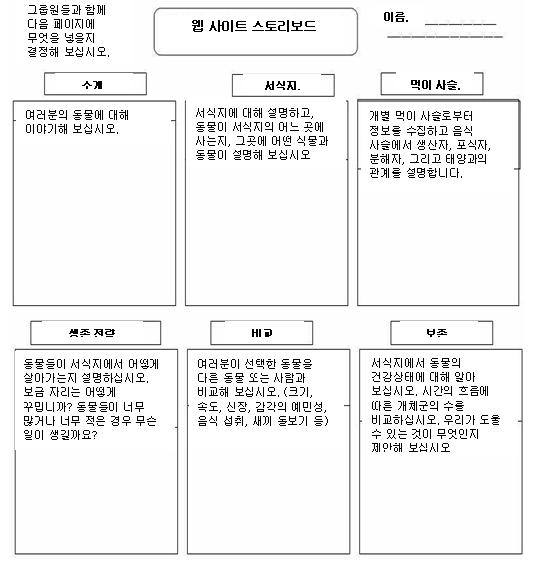 그룹원들과 함께
다음 페이지에
무엇을 넣을지
결정해 보십시오.
웹 사이트 스토리보드
이름.
소개
여러분의 동물에 대해
이야기해 보십시오.
서식지.
서식지에 대해 설명하고,
동물이 서식지의 어느 곳에
사는지, 그곳에 어떤 식물과
동물이 설명해 보십시오
먹이 사슬.
개별 먹이 사슬로부터
정보를 수집하고 음식
사슬에서 생산자, 포식자,
분해자, 그리고 태양과의
관계를 설명합니다.
생존 전략
동물들이 서식지에서 어떻게
살아가는지 설명하십시오.
보금 자리는 어떻게
꾸밉니까? 동물들이 너무
많거나 너무 적은 경우 무슨
일이 생길까요?
비교
여러분이 선택한 동물을
다른 동물 또는 사람과
비교해 보십시오. (크기,
속도, 신장, 감각의 예민성,
음식 섭취, 새끼 돌보기 등)
보존
서식지에서 동물의
건강상태에 대해 알아
보십시오. 시간의 흐름에
따른 개체군의 수를
비교하십시오. 우리가 도울
수 있는 것이 무엇인지
제안해 보십시오